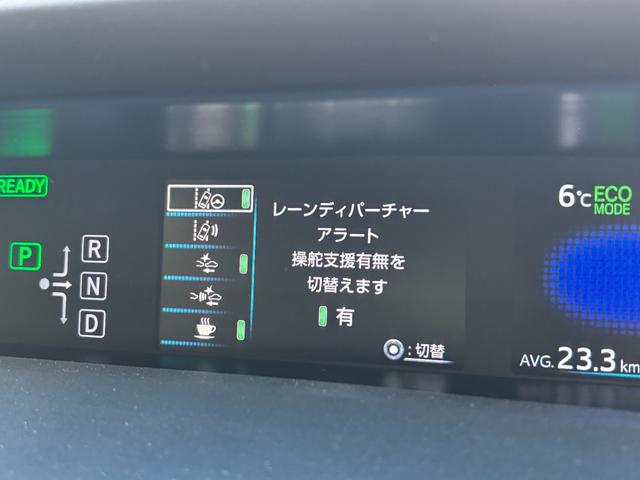 READY
6℃
ECO
MODE
P
R
N
D
レーンディパーチャー
アラート
操舵支援有無を
切替えます
有
:切替
AVG. 23.3 km